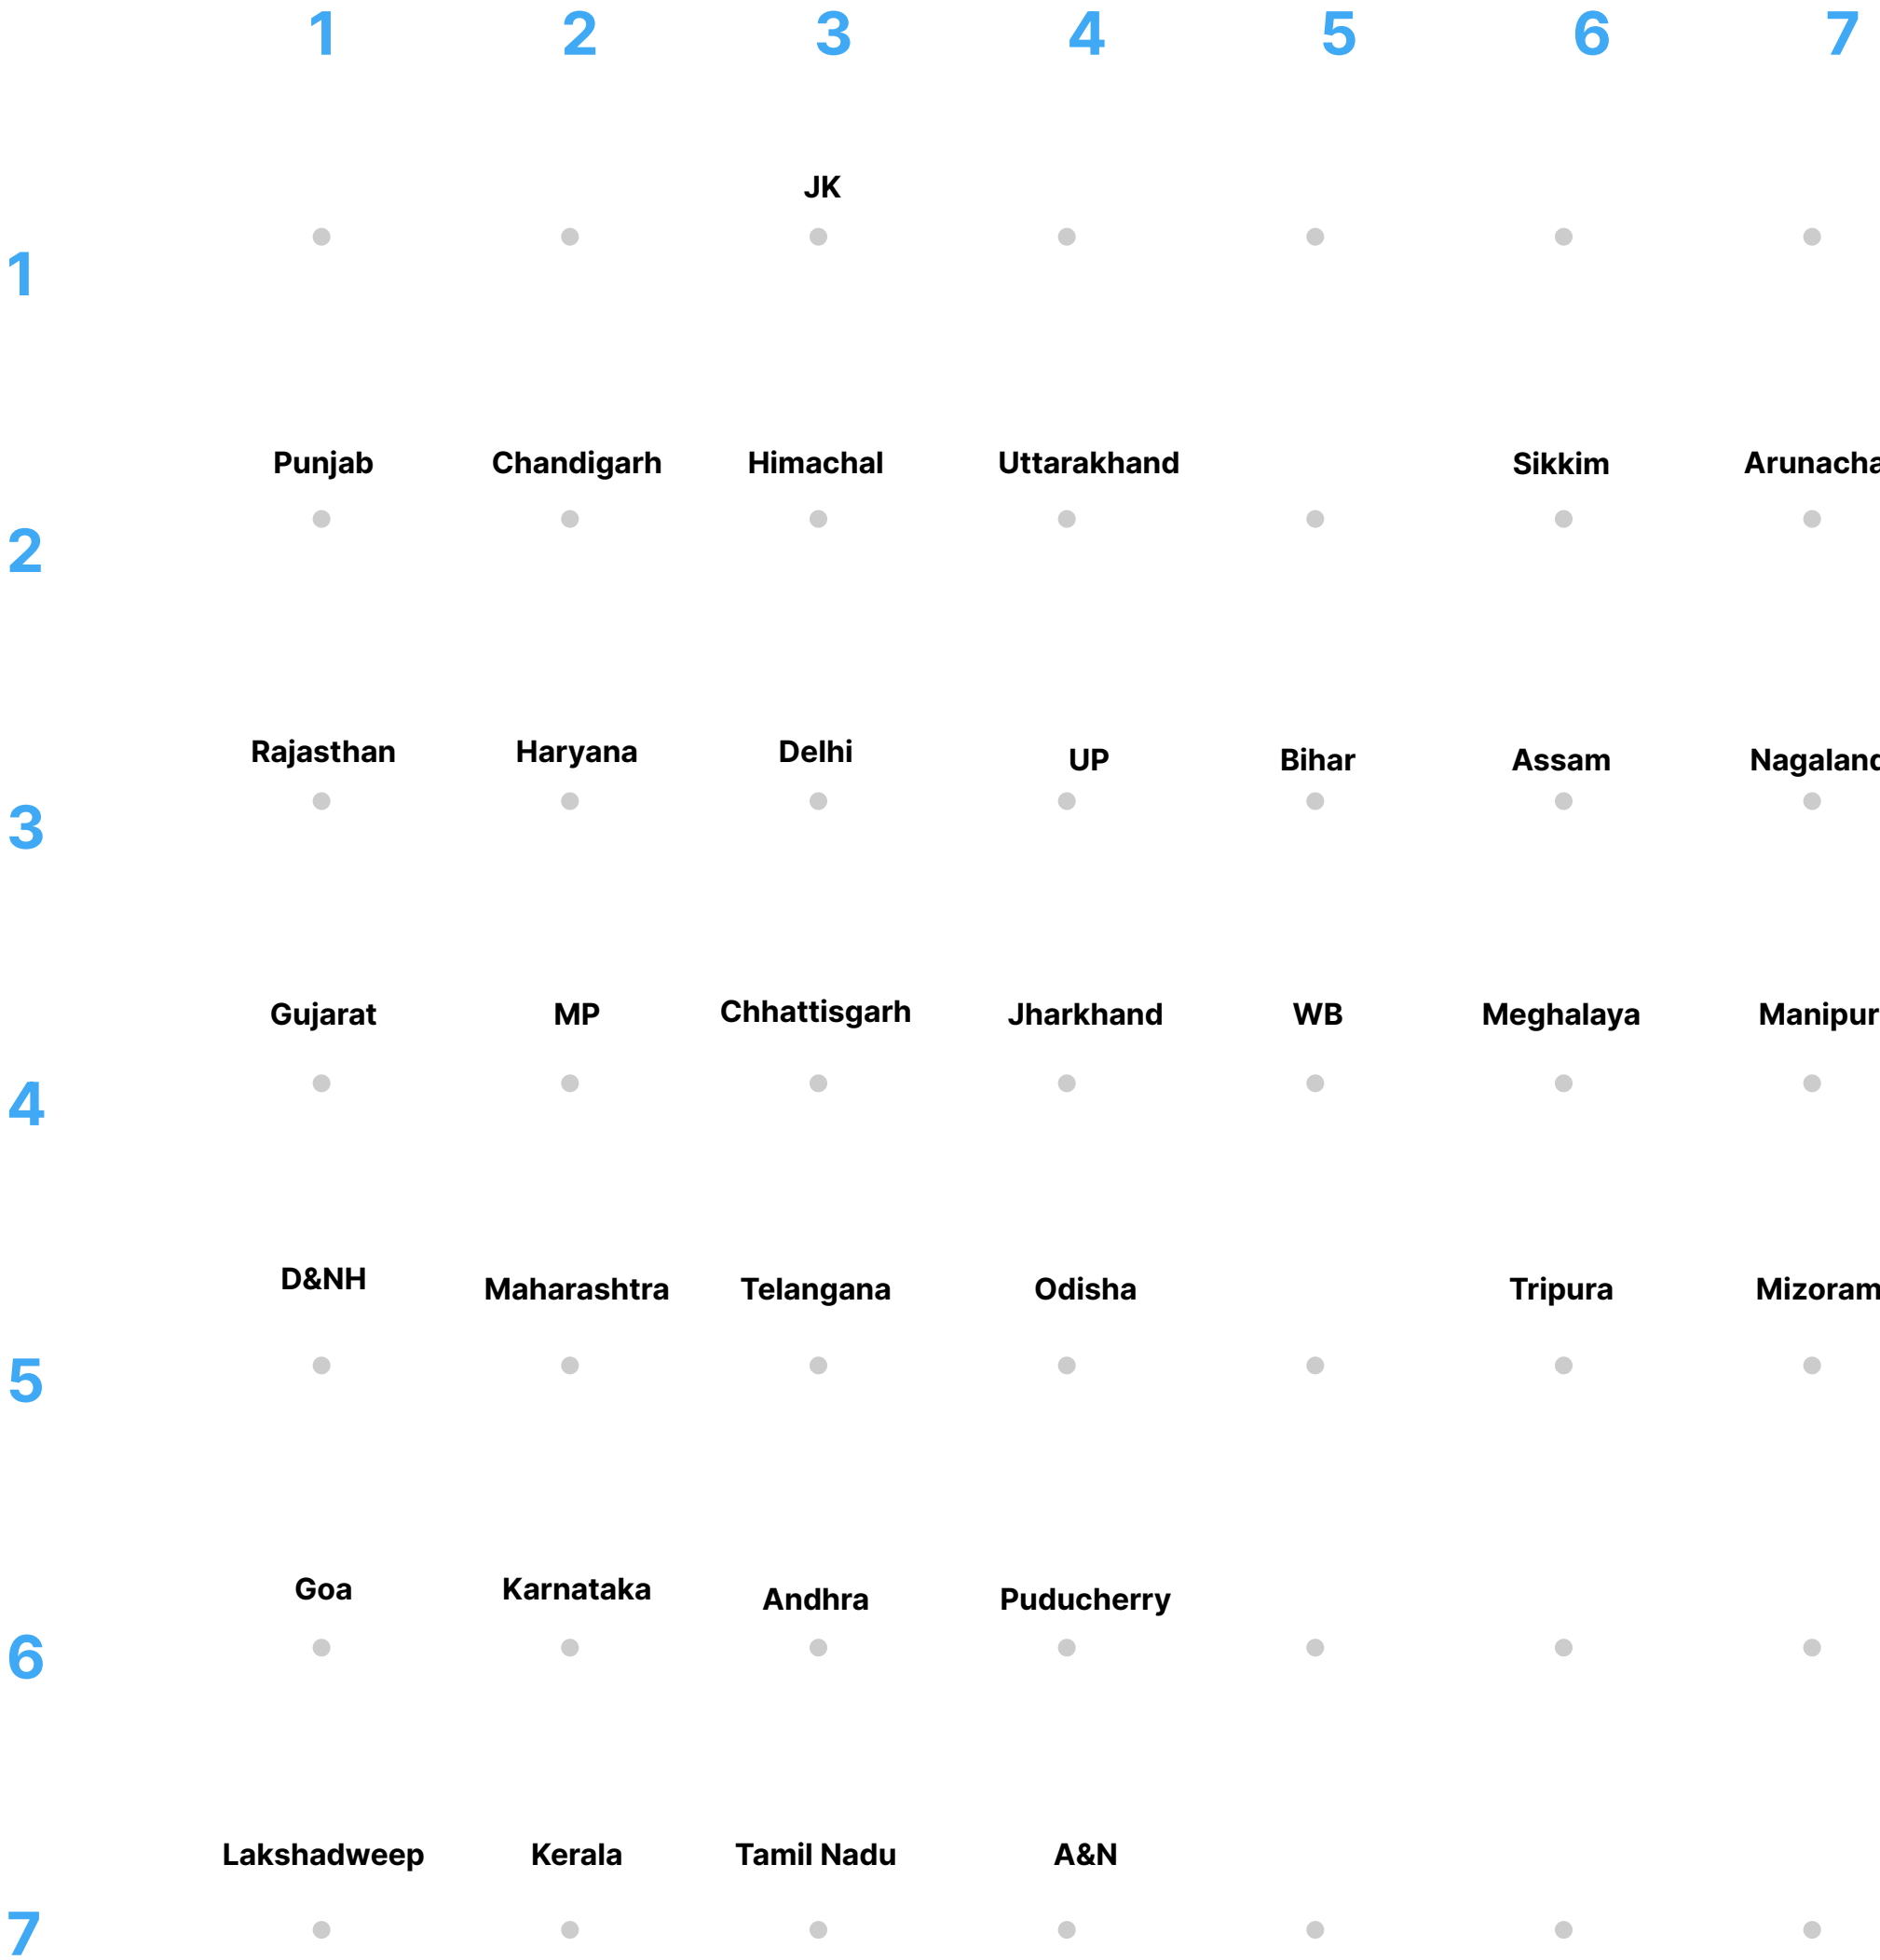 1 2 3 4 5 6 7
JK
1
Punjab Chandigarh Himachal Uttarakhand Sikkim Arunacha
2
Rajasthan Haryana Delhi UP Bihar Assam Nagaland
3
Gujarat MP Chhattisgarh Jharkhand WB Meghalaya Manipur
4
D&NH Maharashtra Telangana Odisha Tripura Mizoram
5
Goa Karnataka Andhra Puducherry
6
Lakshadweep Kerala Tamil Nadu A&N
7